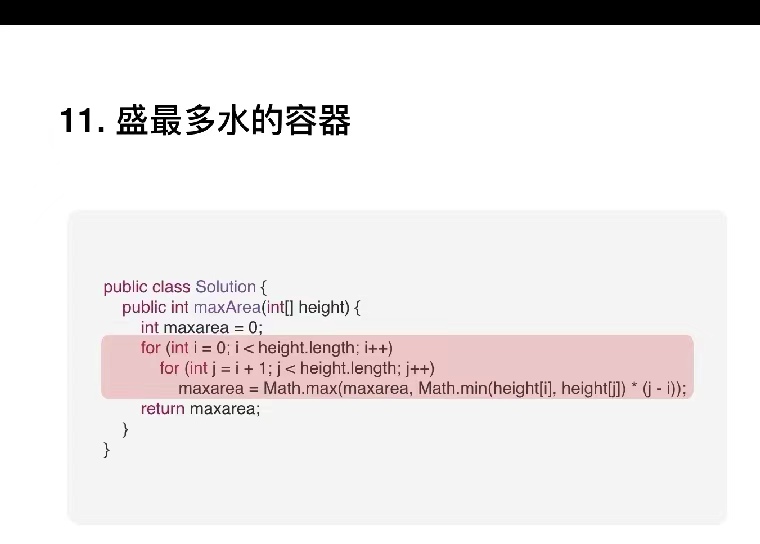 11. 盛最多水的容器
public class Solution {
public int maxArea(int[] height) {
int maxarea = 0;
for (int i = 0; i < height.length; i++)
for (int j = i + 1; j < height.length; j++)
maxarea = Math.max(maxarea, Math.min(height[i], height[j]) * (j - i));
return maxarea;
}
}